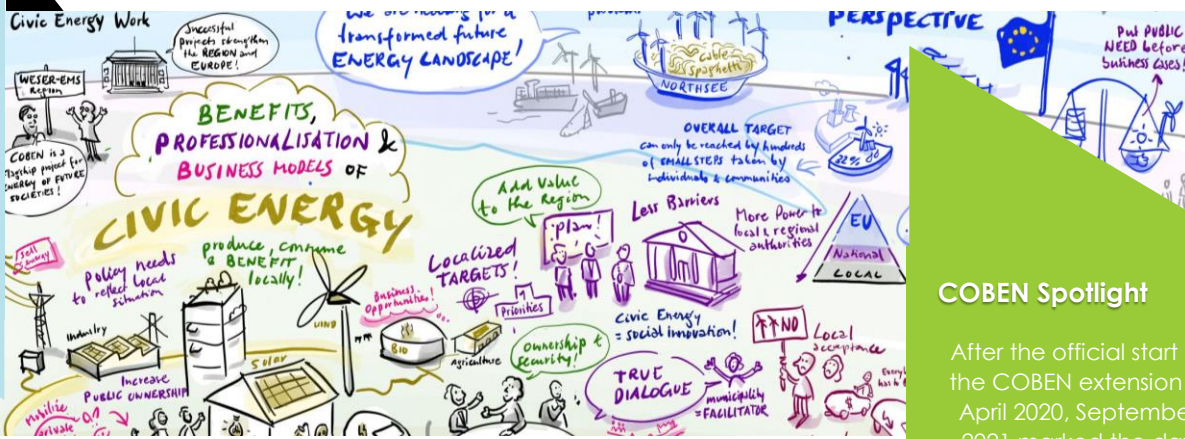 Civic Energy Work
Successful
projects strengthen
the REGION and
EUROPE!
WESER-EMS
Region
COBEN is a
flagship project for
ENERGY OF FUTURE
SOCIETIES!
We are heading for a
transformed future
ENERGY LANDSCAPE!
BENEFITS,
PROFESSIONALISATION &
BUSINESS MODELS OF
CIVIC ENERGY
cable
spaghetti
NORTHSEE
PERSPECTIVE
Put PUBLIC
NEED before
business cases!
OVERALL TARGET
can only be reached by hundreds
of SMALL STEPS taken by
individuals & communities
22%
Add Value
to the Region
plan!
Less Barriers
More Power to
local & regional
authorities
EU
National
LOCAL
Sell
energy
Policy needs
to reflect local
situation
produce, consume
& BENEFIT
locally!
Localized
TARGETS!
1
Priorities
Business
Opportunities!
WIND
BIO
Agriculture
Civic Energy
= social innovation!
Industry
Increase
PUBLIC OWNERSHIP
Solar
Ownership &
security!
TRUE
DIALOGUE
municipality
=FACILITATOR
NO
Local
acceptance
Mobilize
private
COBEN Spotlight
After the official start
the COBEN extension
April 2020, Septembe